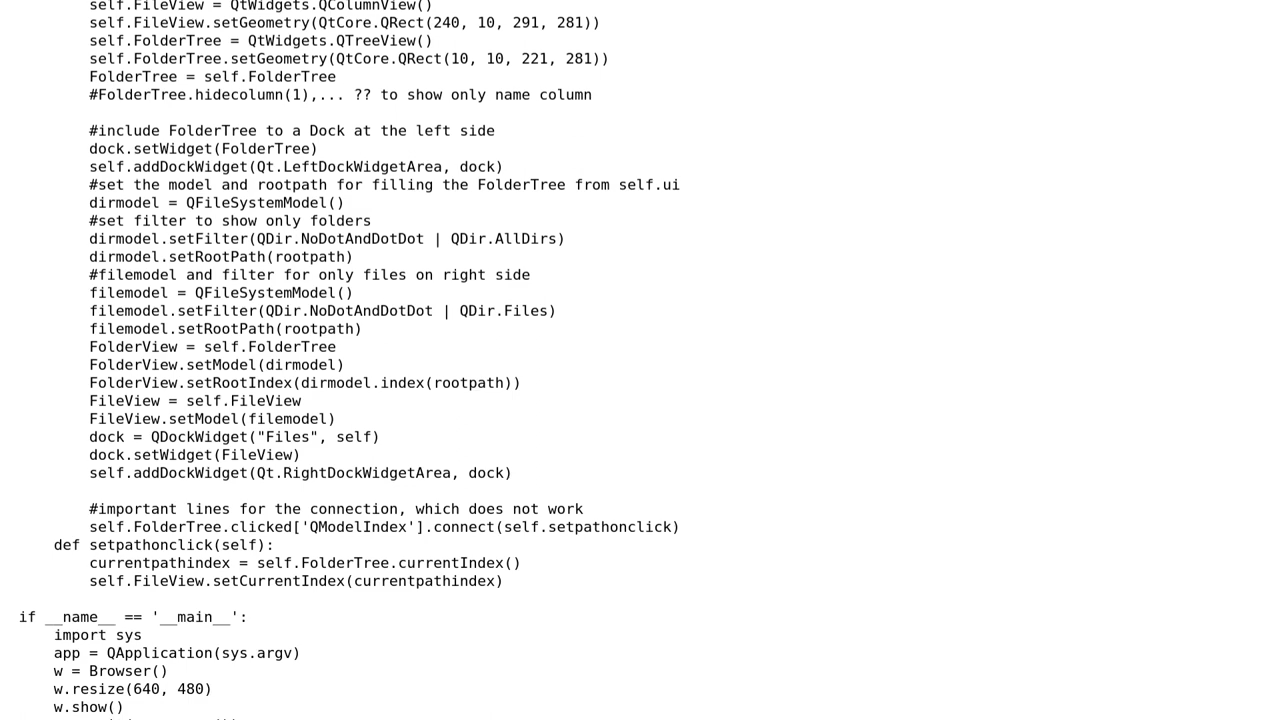 self.FileView = QtWidgets.QColumnView()
self.FileView.setGeometry(QtCore.QRect(240, 10, 291, 281))
self.FolderTree = QtWidgets.QTreeView()
self.FolderTree.setGeometry(QtCore.QRect(10, 10, 221, 281))
FolderTree = self.FolderTree
#FolderTree.hidecolumn(1),... ?? to show only name column
#include FolderTree to a Dock at the left side
dock.setWidget(FolderTree)
self.addDockWidget(Qt.LeftDockWidgetArea, dock)
#set the model and rootpath for filling the FolderTree from self.ui
dirmodel = QFileSystemModel()
#set filter to show only folders
dirmodel.setFilter(QDir.NoDotAndDotDot | QDir.AllDirs)
dirmodel.setRootPath(rootpath)
#filemodel and filter for only files on right side
filemodel = QFileSystemModel()
filemodel.setFilter(QDir.NoDotAndDotDot | QDir.Files)
filemodel.setRootPath(rootpath)
FolderView = self.FolderTree
FolderView.setModel(dirmodel)
FolderView.setRootIndex(dirmodel.index(rootpath))
FileView = self.FileView
FileView.setModel(filemodel)
dock = QDockWidget("Files", self)
dock.setWidget(FileView)
self.addDockWidget(Qt.RightDockWidgetArea, dock)
#important lines for the connection, which does not work
self.FolderTree.clicked['QModelIndex'].connect(self.setpathonclick)
def setpathonclick(self):
currentpathindex = self.FolderTree.currentIndex()
self.FileView.setCurrentIndex(currentpathindex)
if __name__ == '__main__':
import sys
app = QApplication(sys.argv)
w = Browser()
w.resize(640, 480)
w.show()